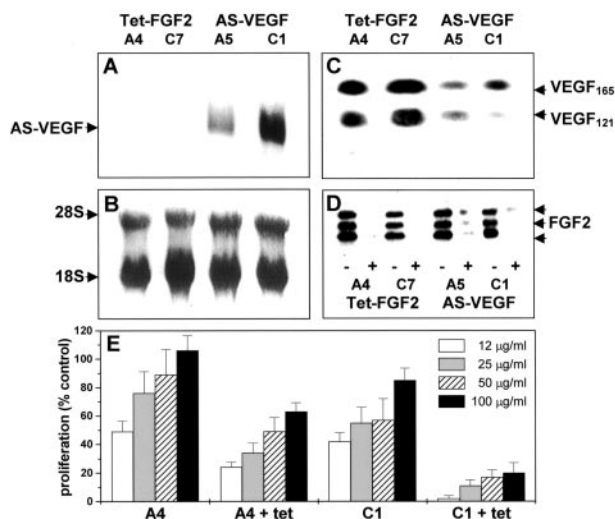 Tet-FGF2 AS-VEGF Tet-FGF2 AS-VEGF
A4 C7 A5 C1 A4 C7 A5 C1
A C
AS-VEGF VEGF165
VEGF121
B D
28S FGF2
18S
- + - + - + - +
A4 C7 A5 C1
Tet-FGF2 AS-VEGF
E
proliferation (% control)
120
100
80
60
40
20
0
12 µg/ml
25 µg/ml
50 µg/ml
100 µg/ml
A4 A4 + tet C1 C1 + tet